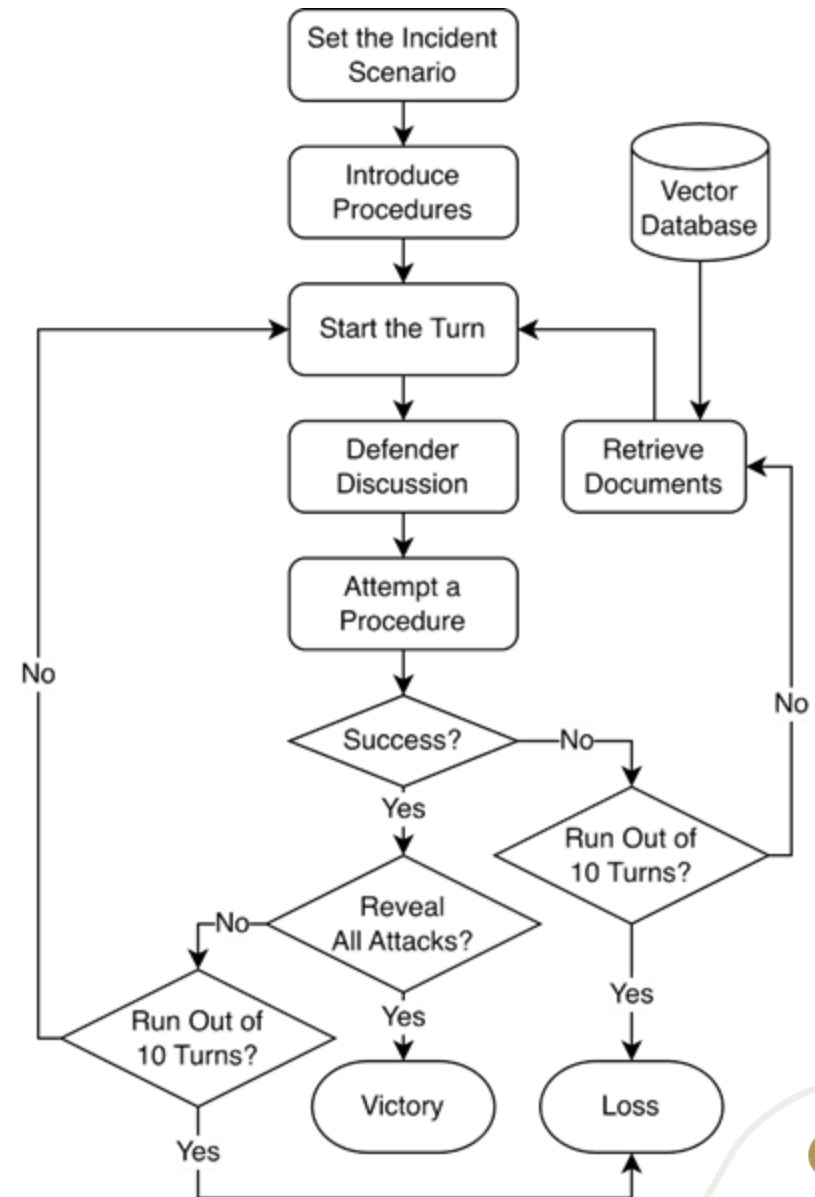 Set the Incident
Scenario
Introduce
Procedures
Vector
Database
Start the Turn
Defender
Discussion
Retrieve
Documents
Attempt a
Procedure
No
No
Success?
No
Yes
Run Out of
10 Turns?
Reveal
All Attacks?
No
Yes
Run Out of
10 Turns?
Yes
Victory
Loss
Yes